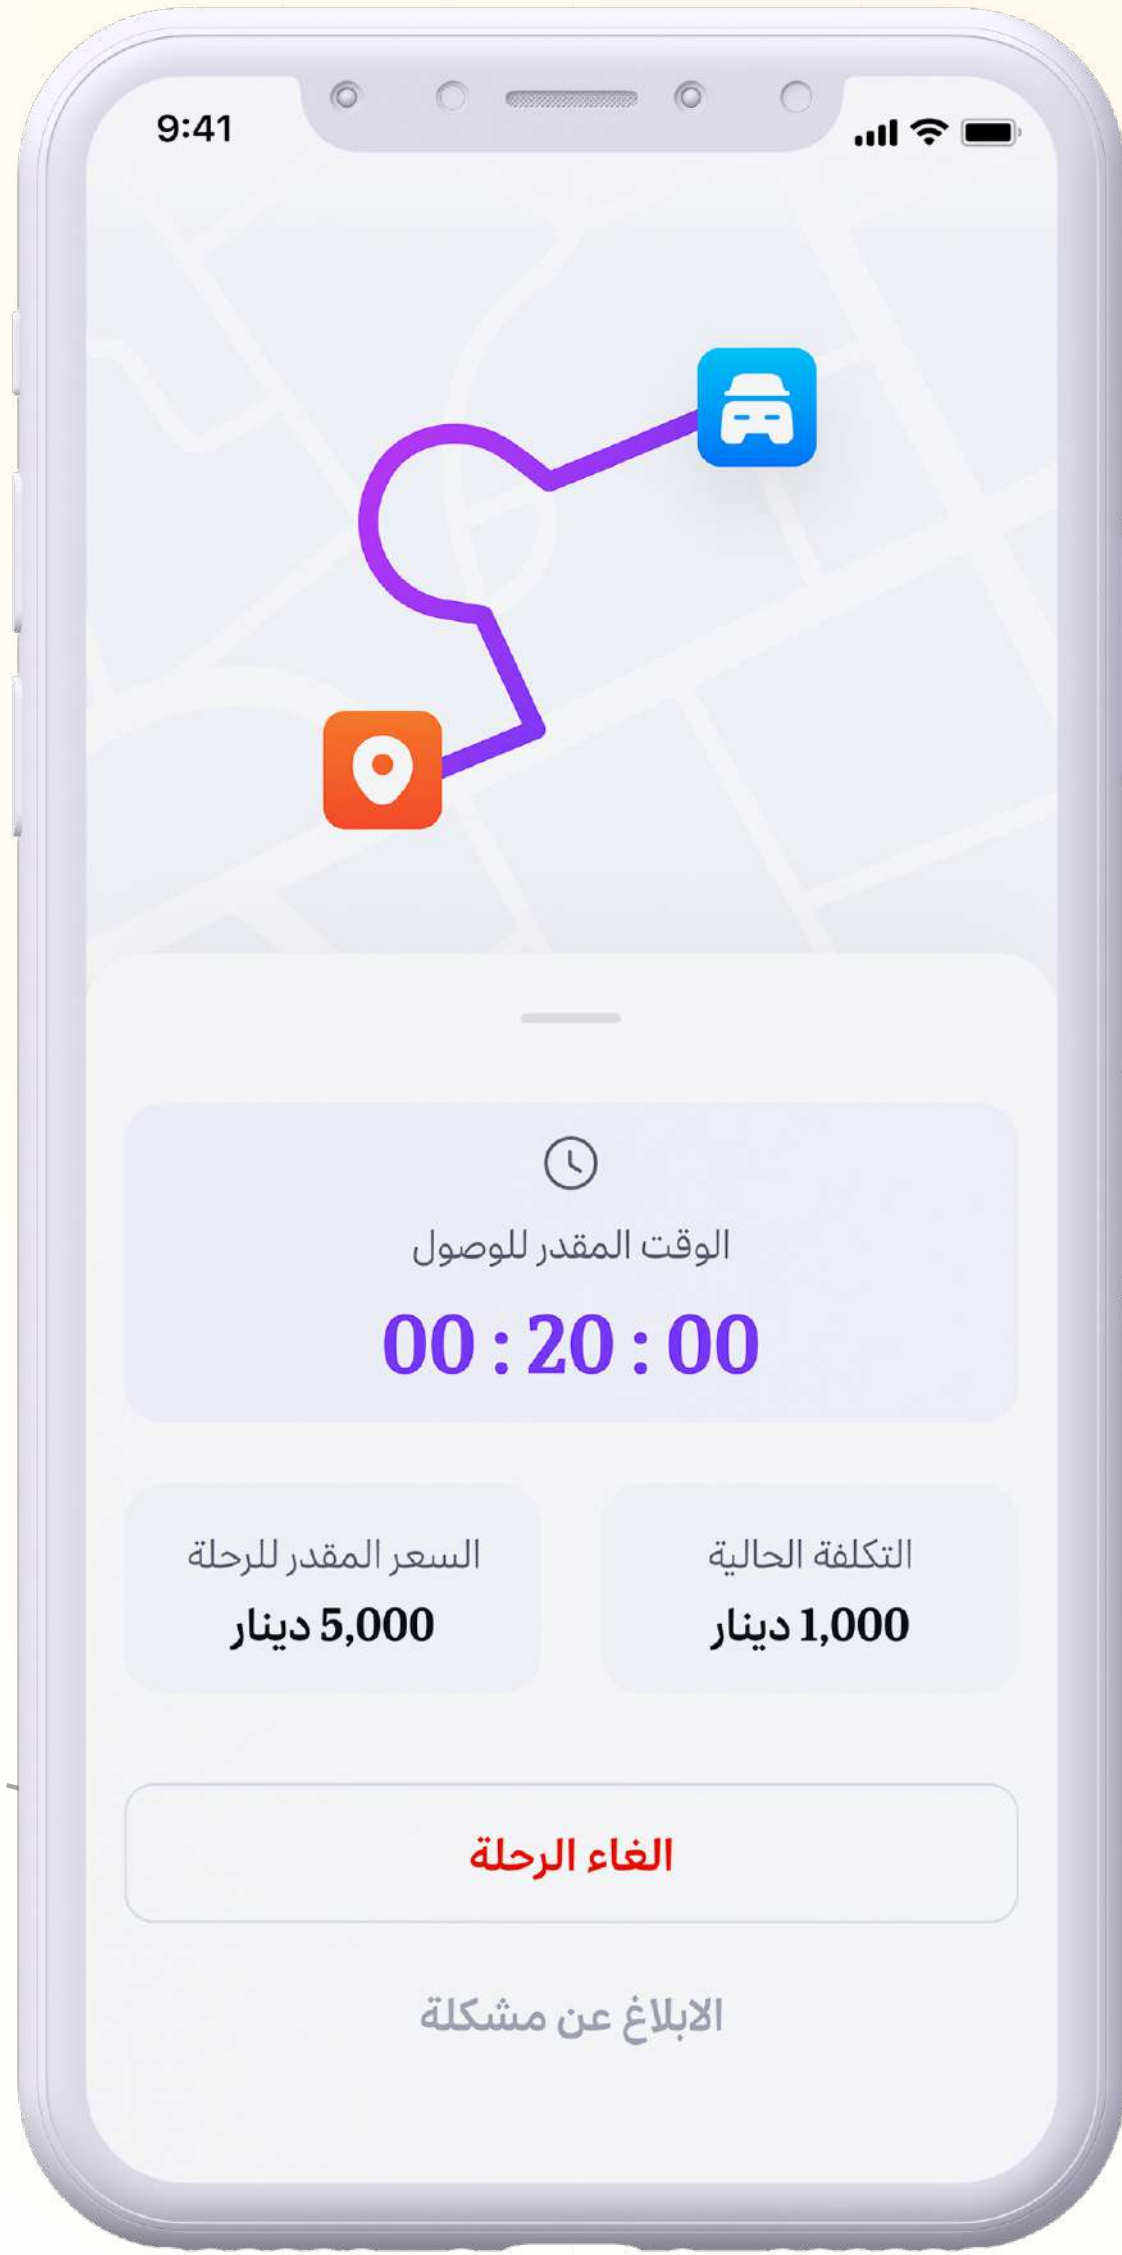 9:41
الوقت المقدر للوصول
00 : 20 : 00
التكلفة الحالية
1,000 دينار
السعر المقدر للرحلة
5,000 دينار
الغاء الرحلة
الابلاغ عن مشكلة